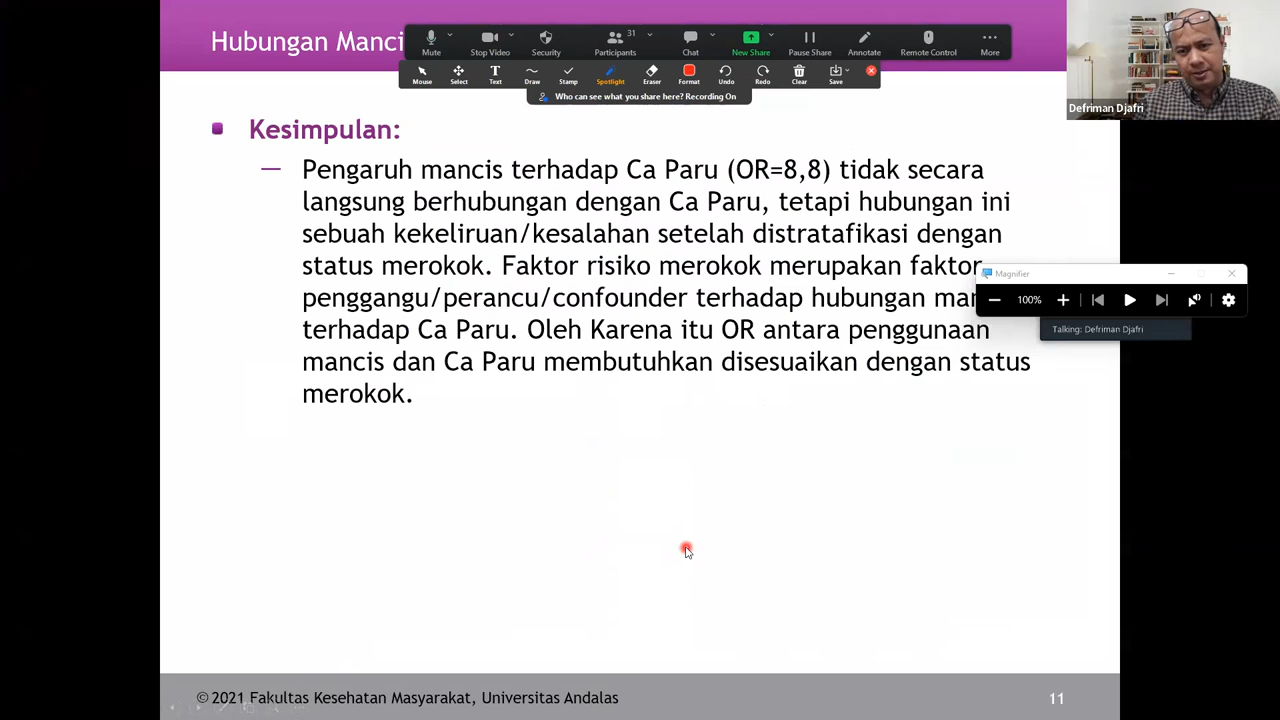 Hubungan Manci
Mute
Stop Video
Security
31
Participants
Chat
New Share
Pause Share
Annotate
Remote Control
More
Mouse
Select
Text
Draw
Stamp
Spotlight
Eraser
Format
Undo
Redo
Clear
Save
Who can see what you share here? Recording On
Defriman Djafri
Kesimpulan:
— Pengaruh mancis terhadap Ca Paru (OR=8,8) tidak secara
langsung berhubungan dengan Ca Paru, tetapi hubungan ini
sebuah kekeliruan/kesalahan setelah distratafikasi dengan
status merokok. Faktor risiko merokok merupakan faktor
penggangu/perancu/confounder terhadap hubungan man
terhadap Ca Paru. Oleh Karena itu OR antara penggunaan
mancis dan Ca Paru membutuhkan disesuaikan dengan status
merokok.
Magnifier
100%
Talking: Defriman Djafri
© 2021 Fakultas Kesehatan Masyarakat, Universitas Andalas
11